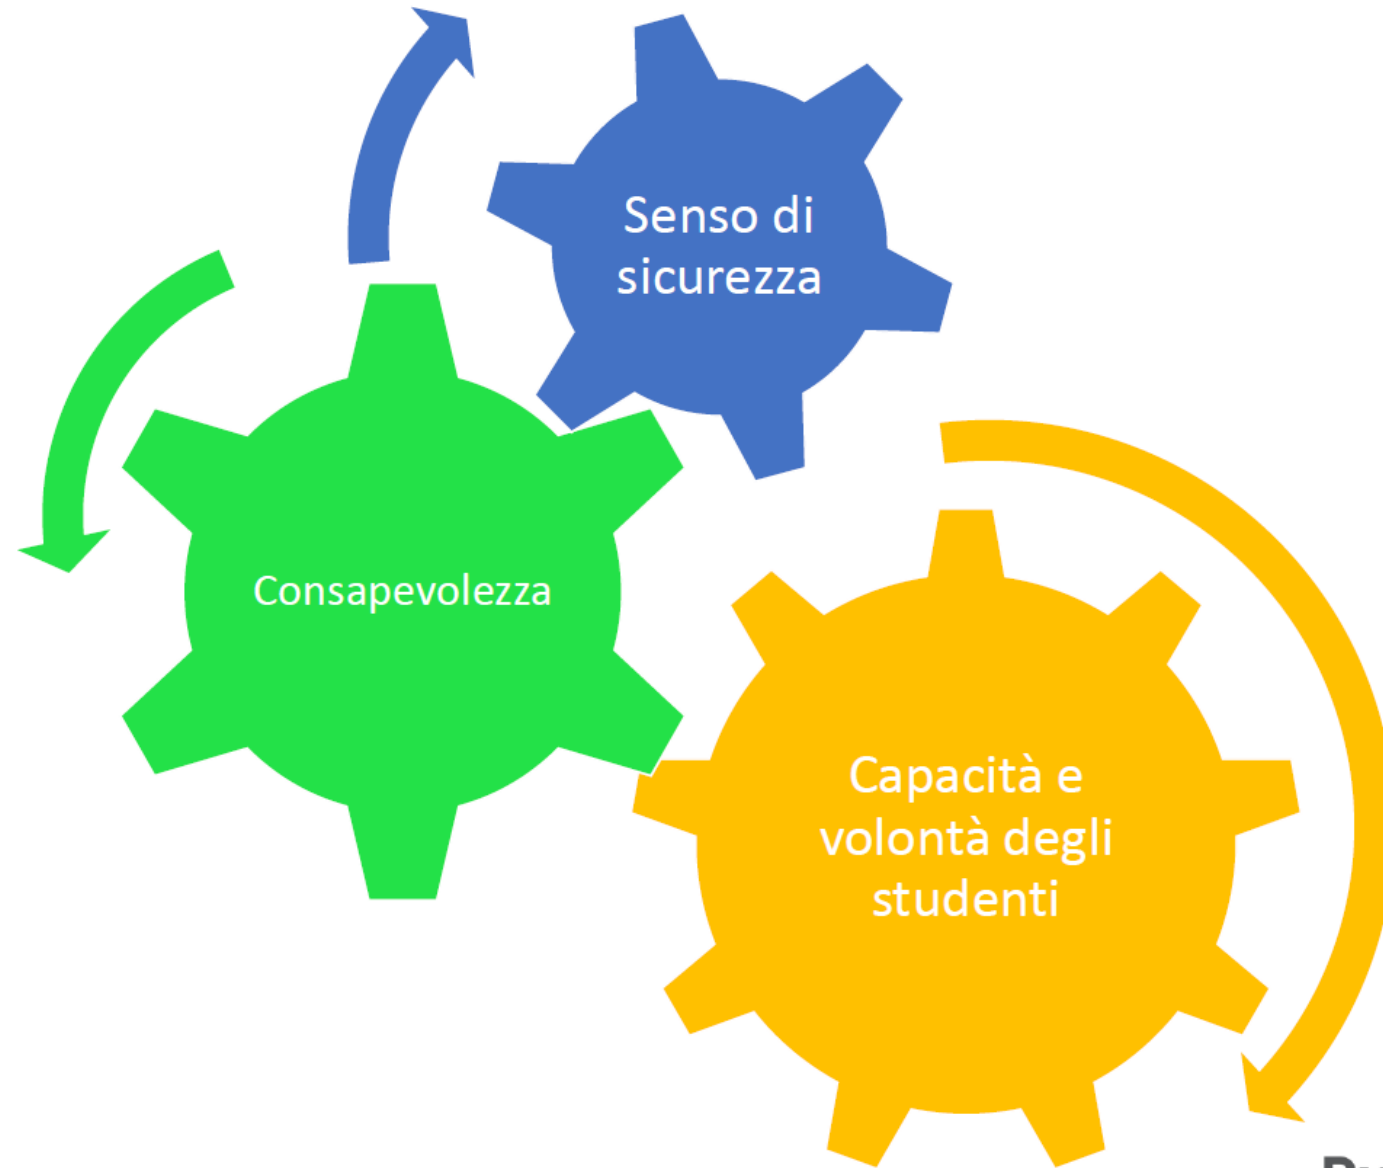 Senso di
sicurezza
Consapevolezza
Capacità e
volontà degli
studenti